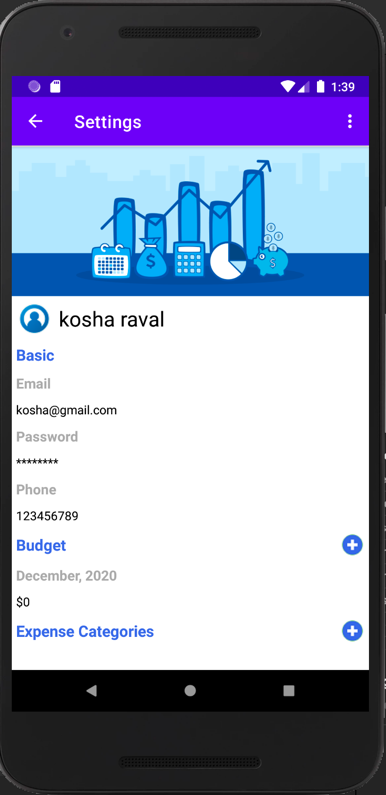 1:39
Settings
$
kosha raval
Basic
Email
kosha@gmail.com
Password
********
Phone
123456789
Budget
December, 2020
$0
Expense Categories